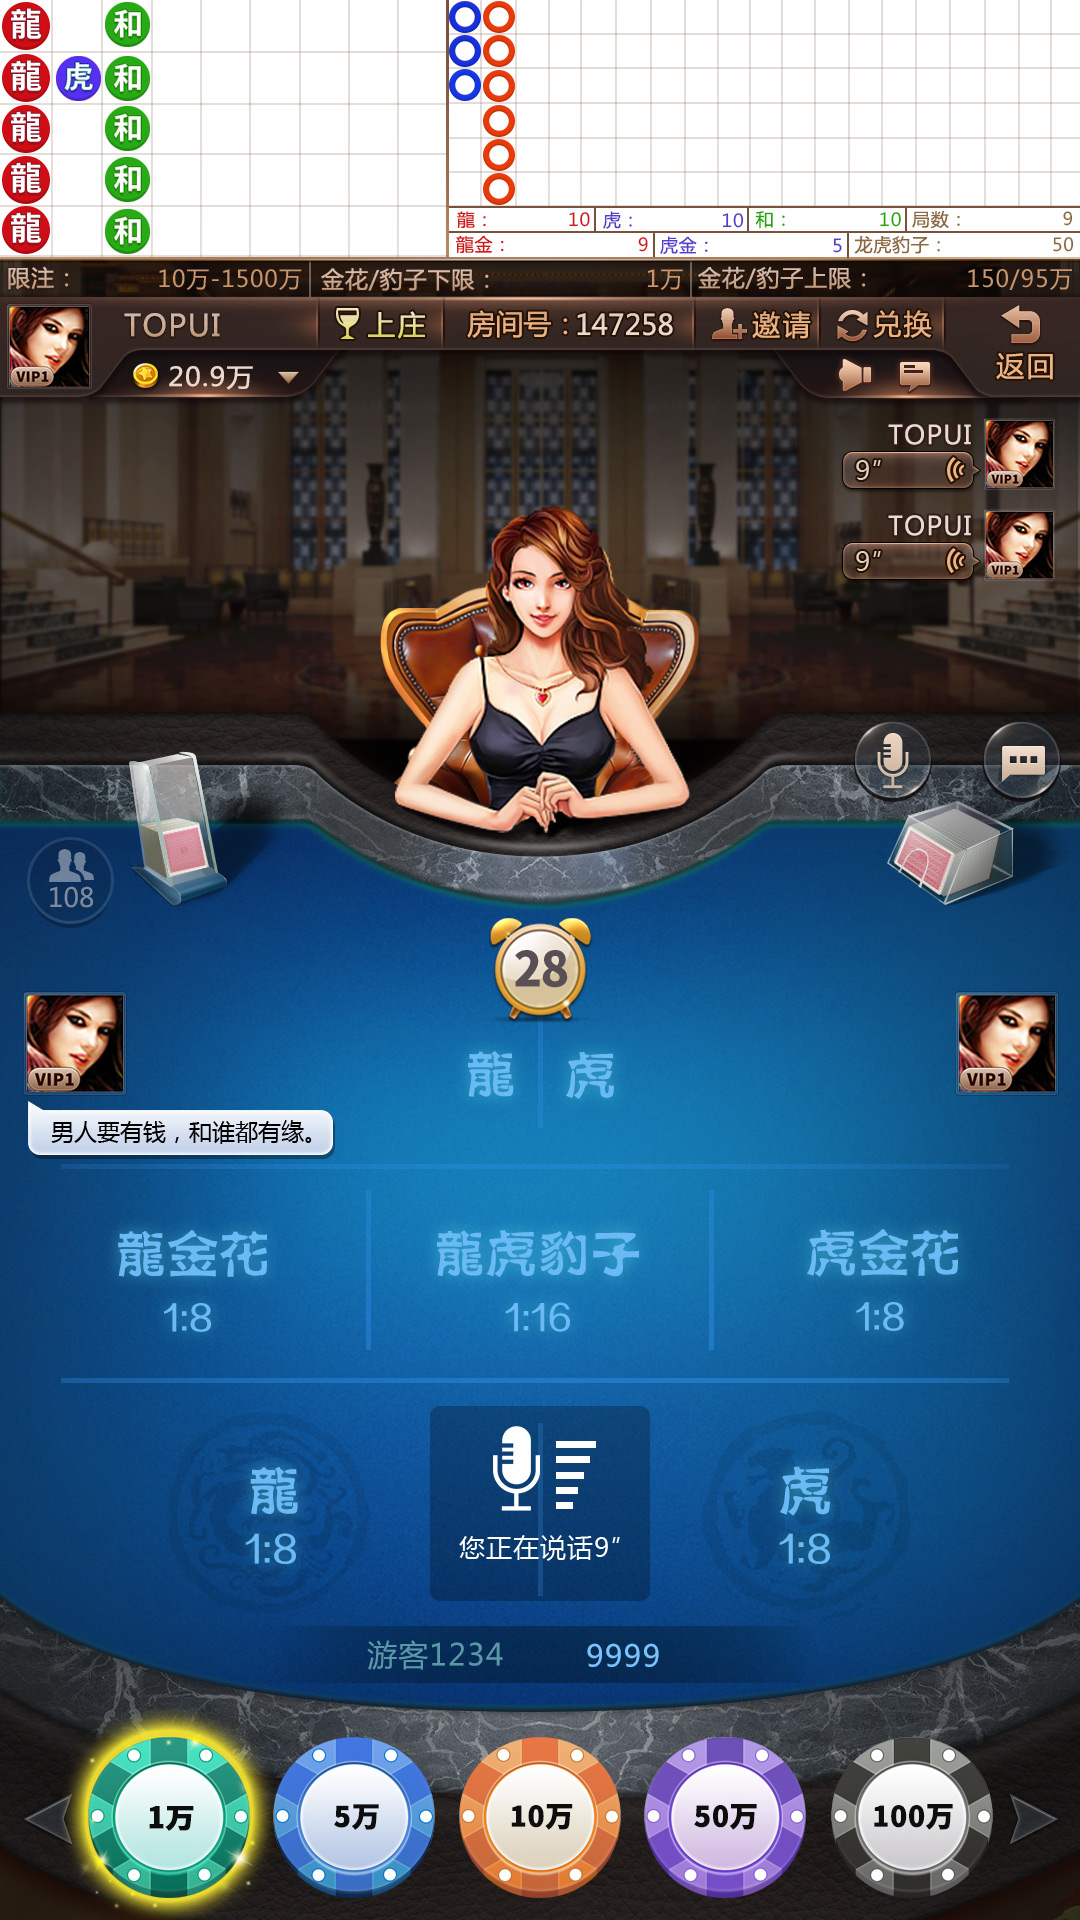 龍 和
龍 虎 和
龍 和
龍 和
龍 和
龍： 10 虎： 10 和： 10 局数： 9
龍金： 9 虎金： 5 龙虎豹子： 50
限注： 10万-1500万 金花/豹子下限： 1万 金花/豹子上限： 150/95万
TOPUI 上庄 房间号：147258 邀请 兑换 返回
VIP1 20.9万
TOPUI
9″ VIP1
TOPUI
9″ VIP1
108
28
龍 虎
VIP1 VIP1
男人要有钱，和谁都有缘。
龍金花 龍虎豹子 虎金花
1:8 1:16 1:8
龍 虎
1:8 您正在说话9″ 1:8
游客1234 9999
1万 5万 10万 50万 100万